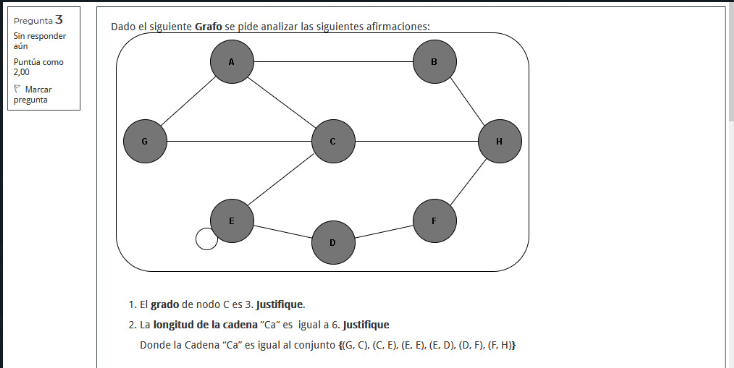 Pregunta 3
Sin responder
aún
Puntúa como
2,00
Marcar
pregunta
Dado el siguiente Grafo se pide analizar las siguientes afirmaciones:
A
B
G
C
H
E
F
D
1. El grado de nodo C es 3. Justifique.
2. La longitud de la cadena "Ca" es igual a 6. Justifique
Donde la Cadena "Ca" es igual al conjunto {(G, C), (C, E), (E, E), (E, D), (D, F), (F, H)}